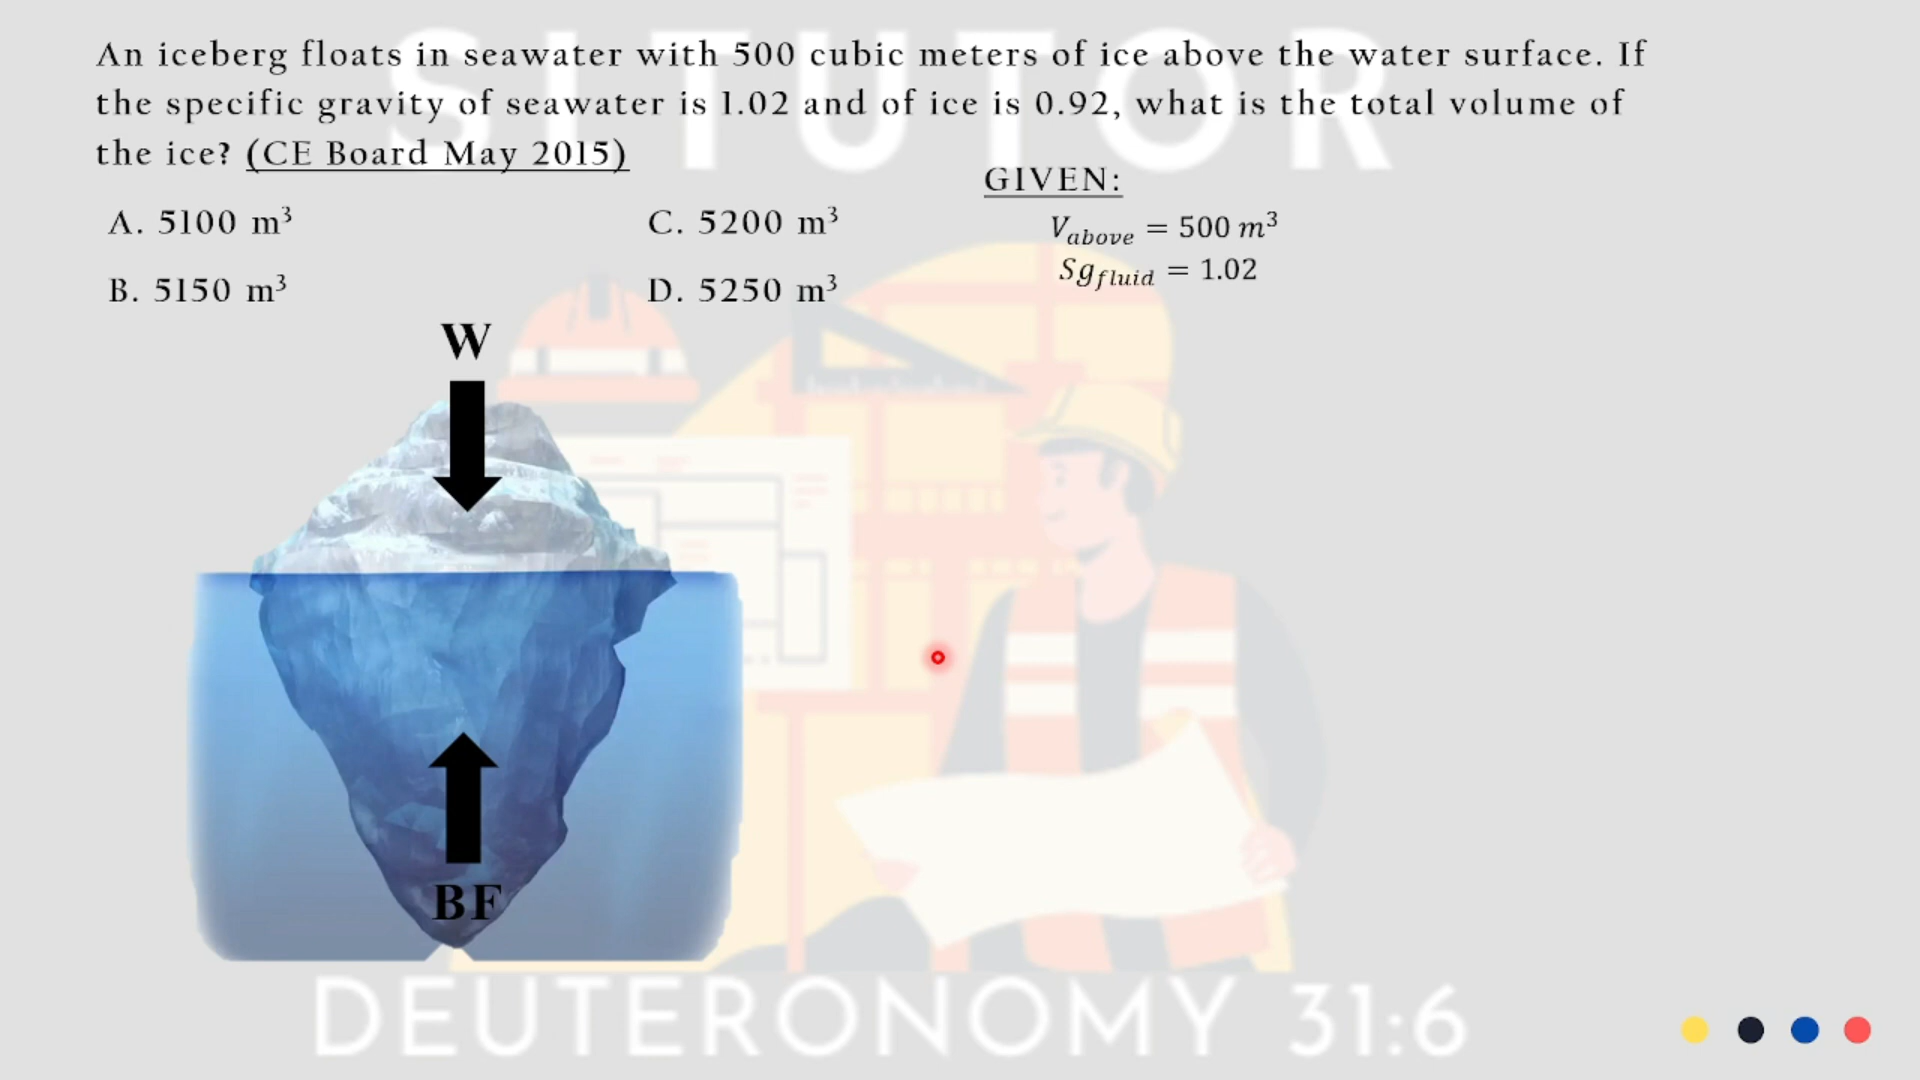 SITUTOR
An iceberg floats in seawater with 500 cubic meters of ice above the water surface. If
the specific gravity of seawater is 1.02 and of ice is 0.92, what is the total volume of
the ice? (CE Board May 2015)
GIVEN:
A. 5100 m³
C. 5200 m³
V_above = 500 m³
Sg_fluid = 1.02
B. 5150 m³
D. 5250 m³
W
BF
DEUTERONOMY 31:6